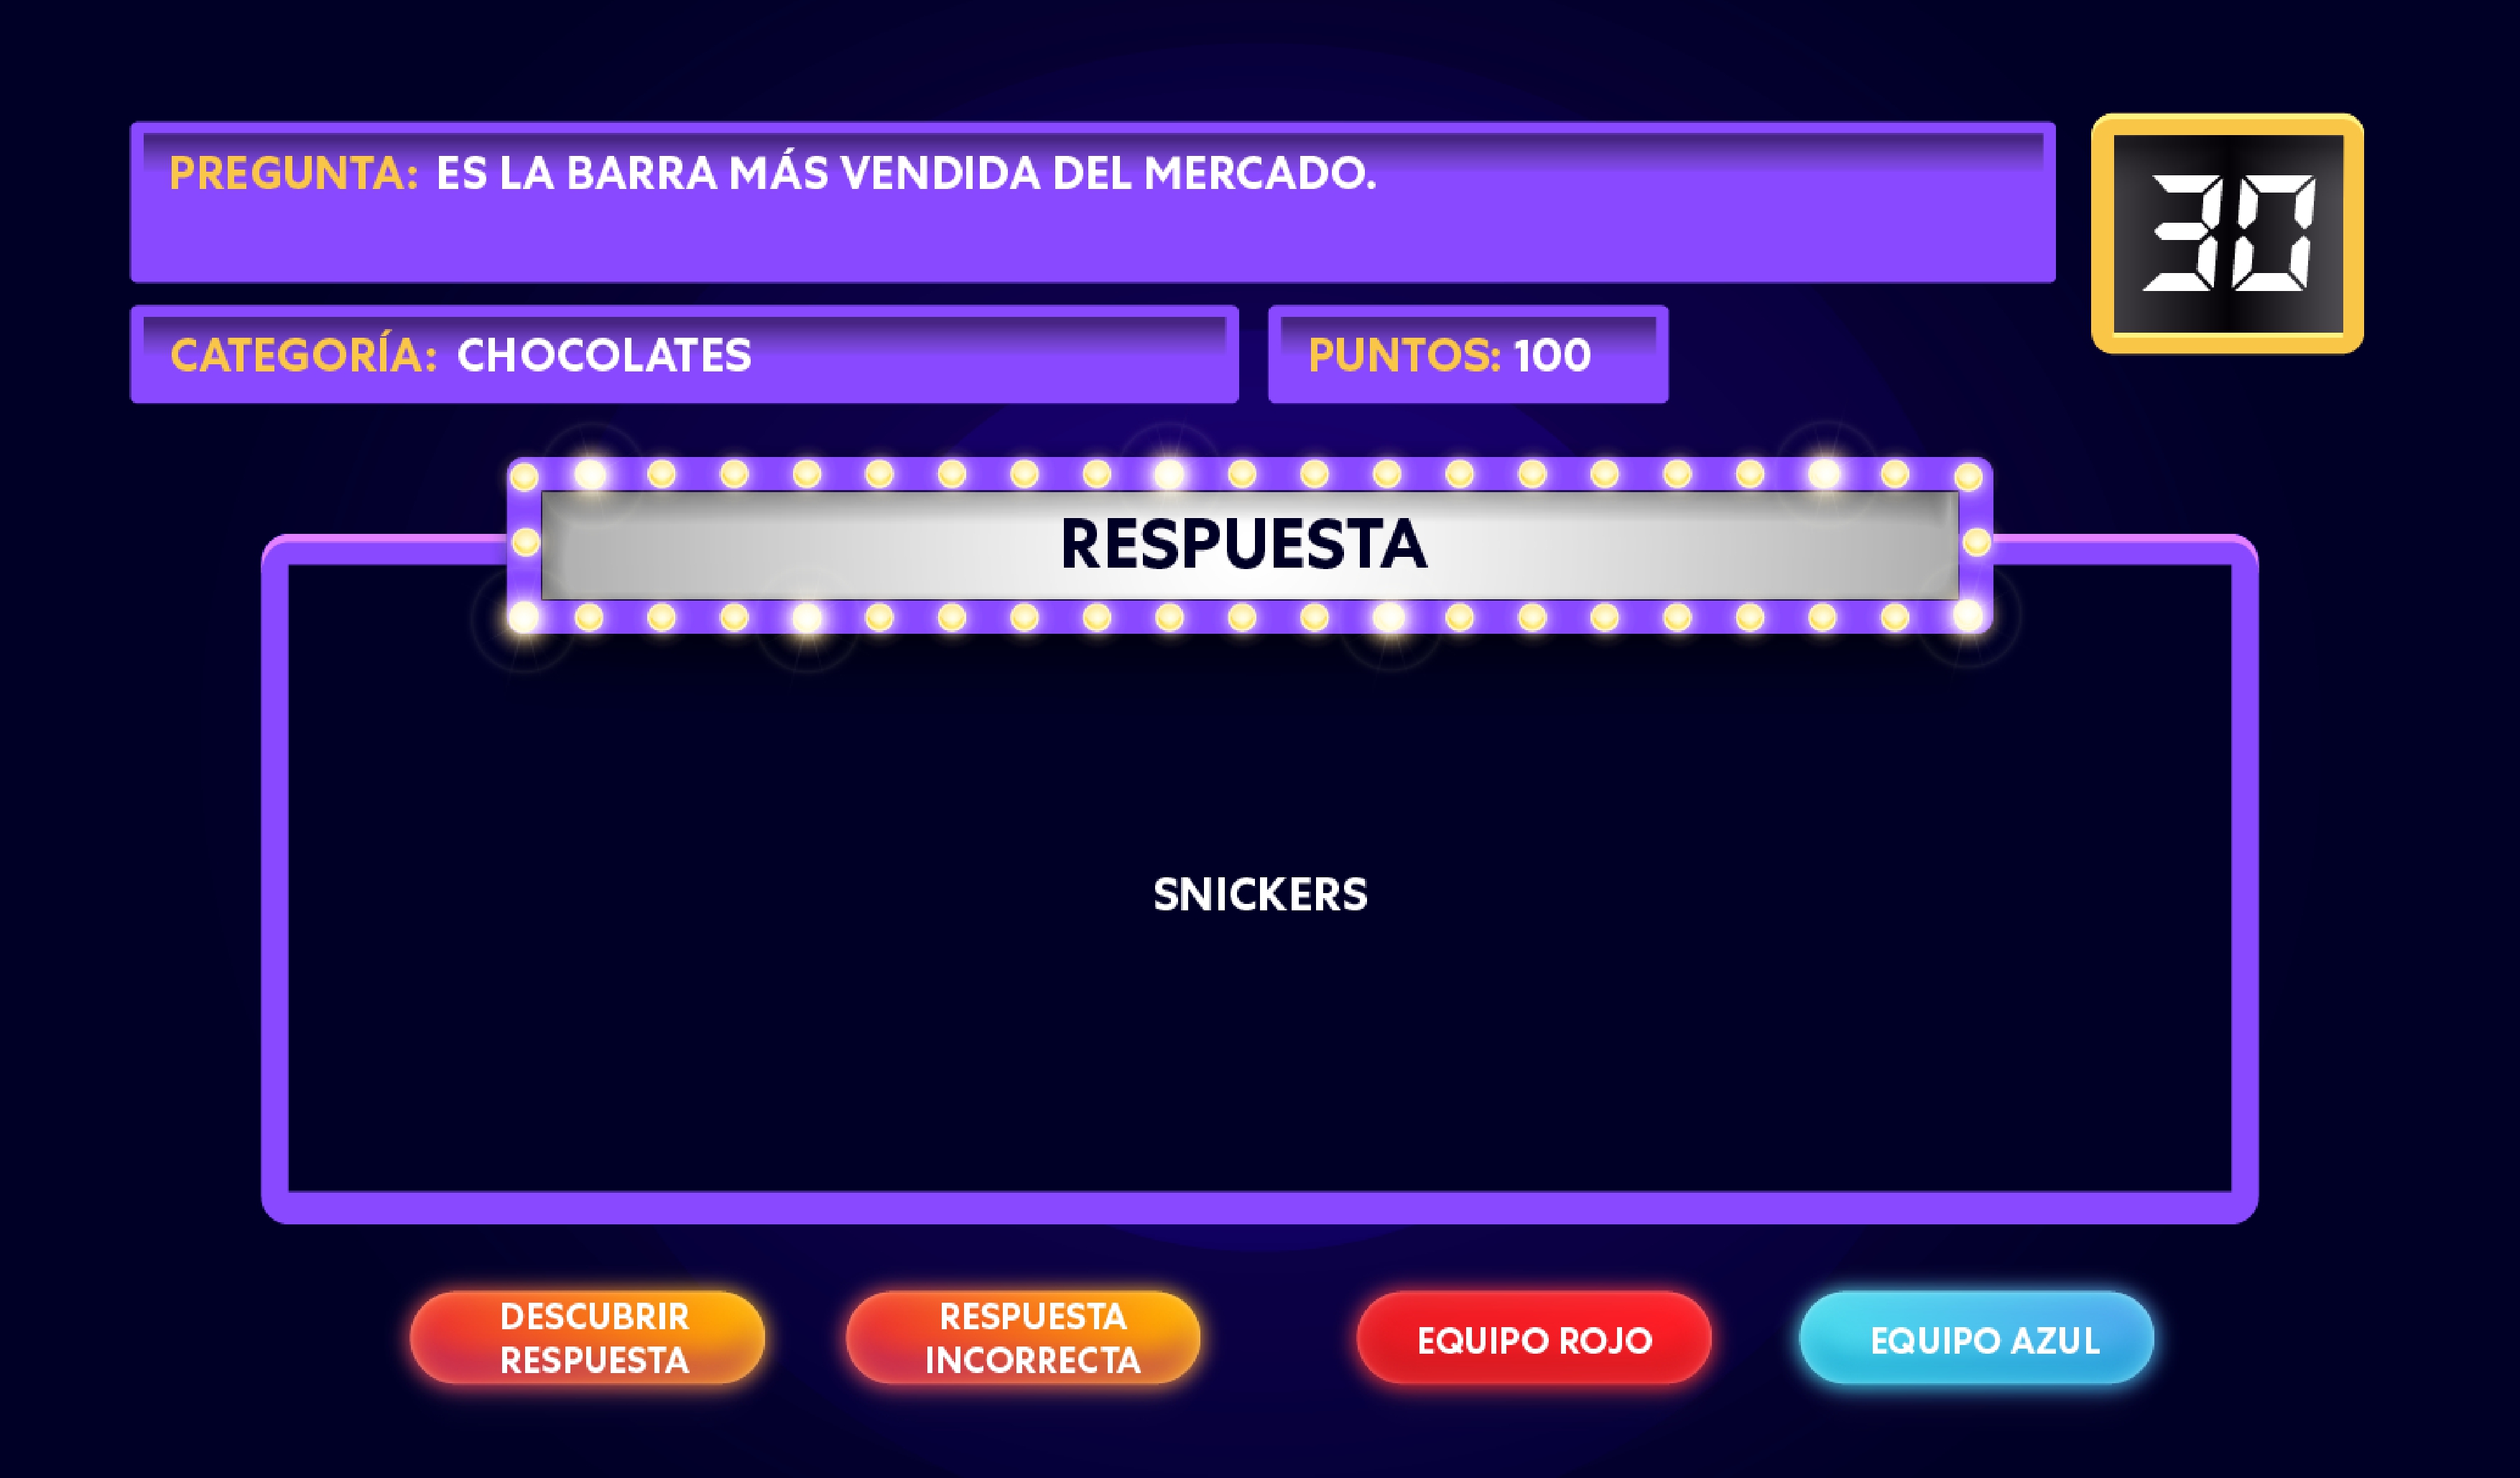 PREGUNTA: ES LA BARRA MÁS VENDIDA DEL MERCADO.
30
CATEGORÍA: CHOCOLATES
PUNTOS: 100
RESPUESTA
SNICKERS
DESCUBRIR
RESPUESTA
RESPUESTA
INCORRECTA
EQUIPO ROJO
EQUIPO AZUL